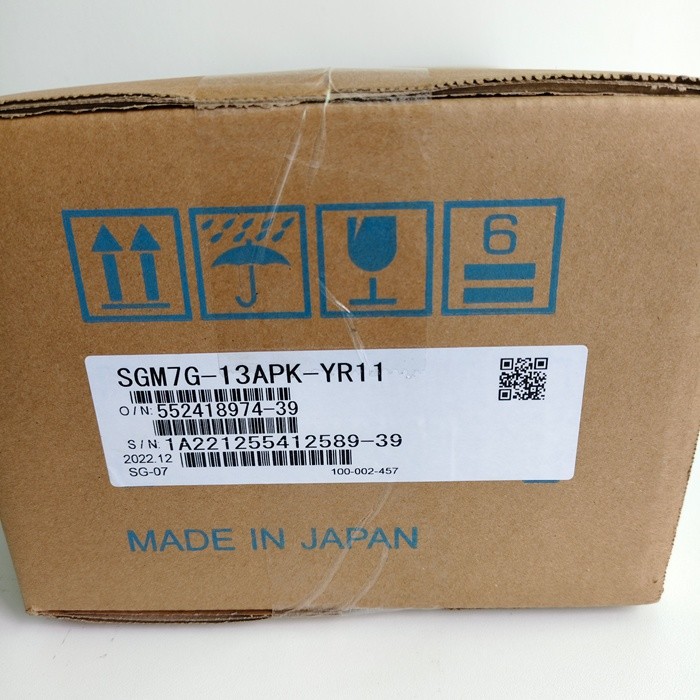 6
SGM7G-13APK-YR11
O/N: 552418974-39
S/N: 1A221255412589-39
2022.12
SG-07 100-002-457
MADE IN JAPAN